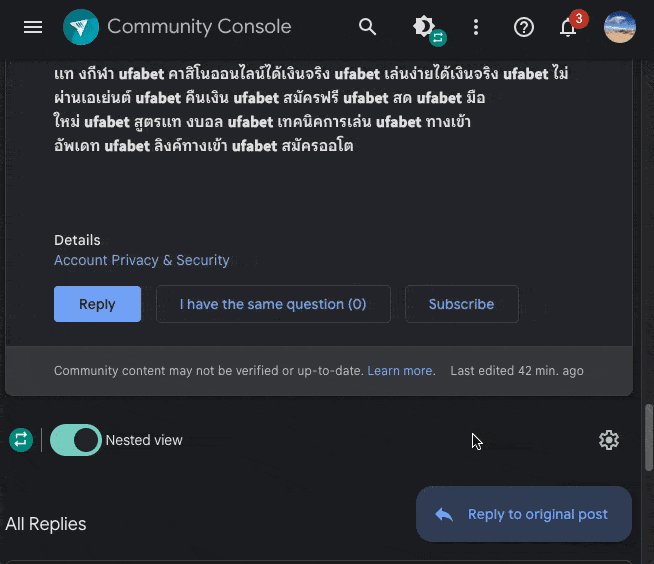 Community Console
3
แท งกีฬา ufabet คาสิโนออนไลน์ได้เงินจริง ufabet เล่นง่ายได้เงินจริง ufabet ไม่
ผ่านเอเย่นต์ ufabet คืนเงิน ufabet สมัครฟรี ufabet สด ufabet มือ
ใหม่ ufabet สูตรแท งบอล ufabet เทคนิคการเล่น ufabet ทางเข้า
อัพเดท ufabet ลิงค์ทางเข้า ufabet สมัครออโต
Details
Account Privacy & Security
Reply
I have the same question (0)
Subscribe
Community content may not be verified or up-to-date. Learn more. Last edited 42 min. ago
Nested view
Reply to original post
All Replies